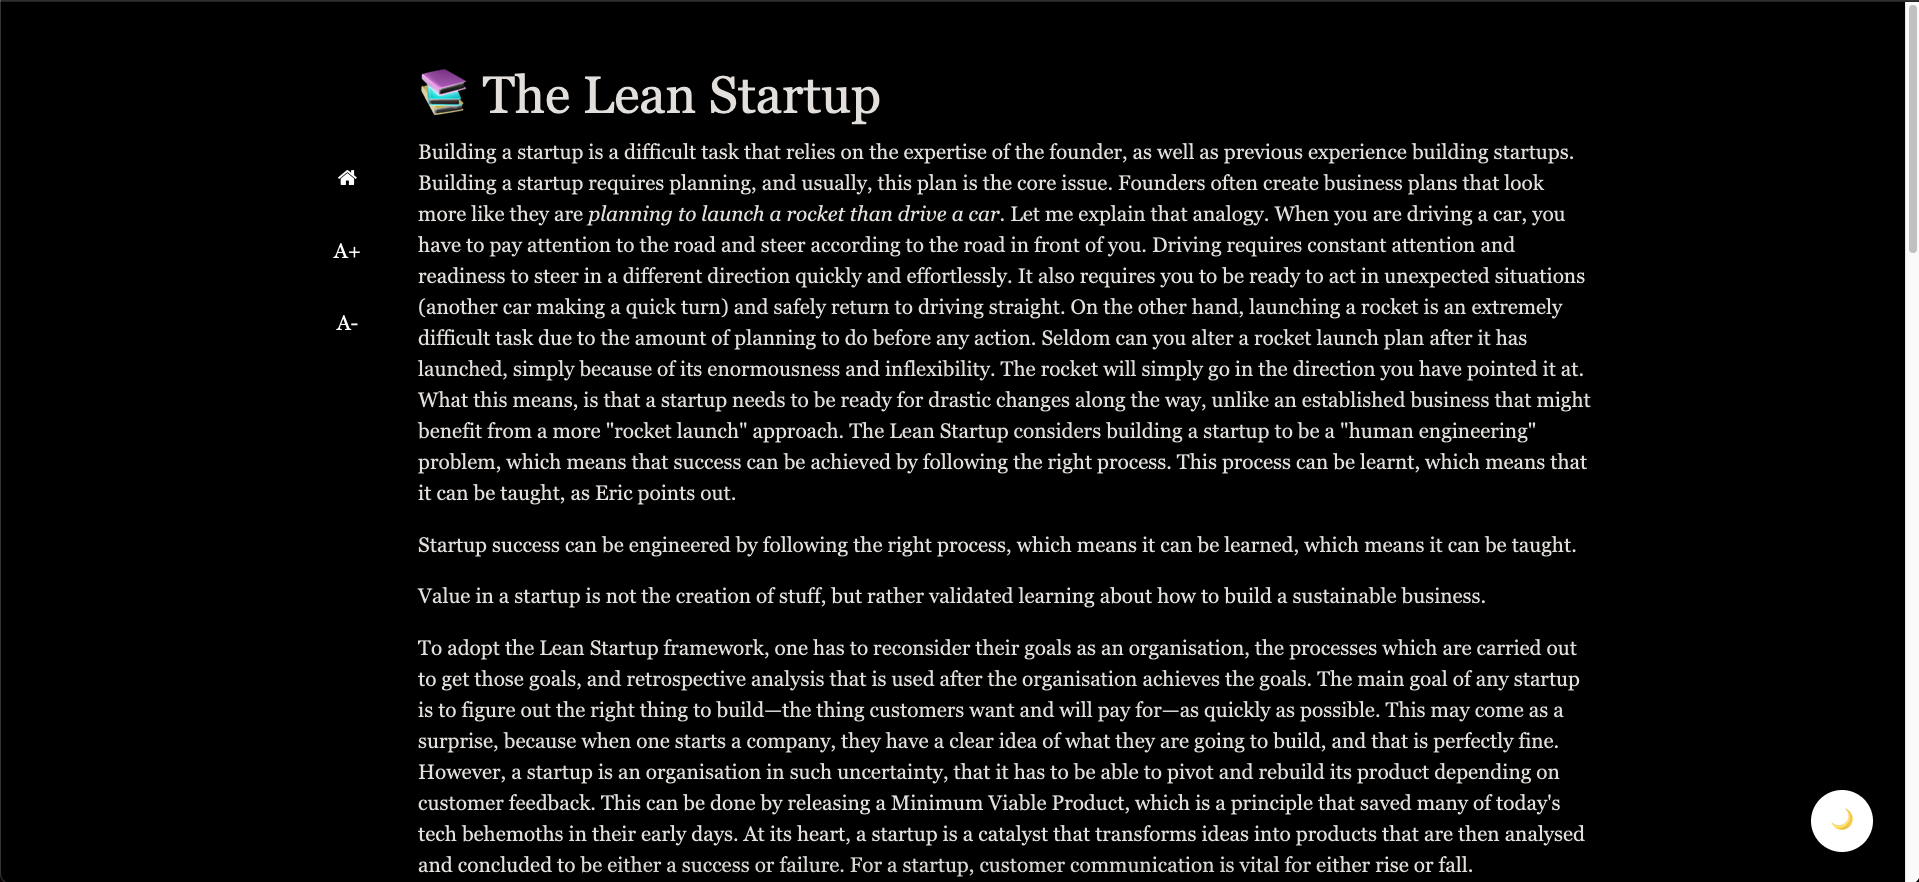 The Lean Startup
Building a startup is a difficult task that relies on the expertise of the founder, as well as previous experience building startups.
Building a startup requires planning, and usually, this plan is the core issue. Founders often create business plans that look
more like they are planning to launch a rocket than drive a car. Let me explain that analogy. When you are driving a car, you
have to pay attention to the road and steer according to the road in front of you. Driving requires constant attention and
readiness to steer in a different direction quickly and effortlessly. It also requires you to be ready to act in unexpected situations
(another car making a quick turn) and safely return to driving straight. On the other hand, launching a rocket is an extremely
difficult task due to the amount of planning to do before any action. Seldom can you alter a rocket launch plan after it has
launched, simply because of its enormousness and inflexibility. The rocket will simply go in the direction you have pointed it at.
What this means, is that a startup needs to be ready for drastic changes along the way, unlike an established business that might
benefit from a more "rocket launch" approach. The Lean Startup considers building a startup to be a "human engineering"
problem, which means that success can be achieved by following the right process. This process can be learnt, which means that
it can be taught, as Eric points out.
Startup success can be engineered by following the right process, which means it can be learned, which means it can be taught.
Value in a startup is not the creation of stuff, but rather validated learning about how to build a sustainable business.
To adopt the Lean Startup framework, one has to reconsider their goals as an organisation, the processes which are carried out
to get those goals, and retrospective analysis that is used after the organisation achieves the goals. The main goal of any startup
is to figure out the right thing to build—the thing customers want and will pay for—as quickly as possible. This may come as a
surprise, because when one starts a company, they have a clear idea of what they are going to build, and that is perfectly fine.
However, a startup is an organisation in such uncertainty, that it has to be able to pivot and rebuild its product depending on
customer feedback. This can be done by releasing a Minimum Viable Product, which is a principle that saved many of today's
tech behemoths in their early days. At its heart, a startup is a catalyst that transforms ideas into products that are then analysed
and concluded to be either a success or failure. For a startup, customer communication is vital for either rise or fall.
A+
A-